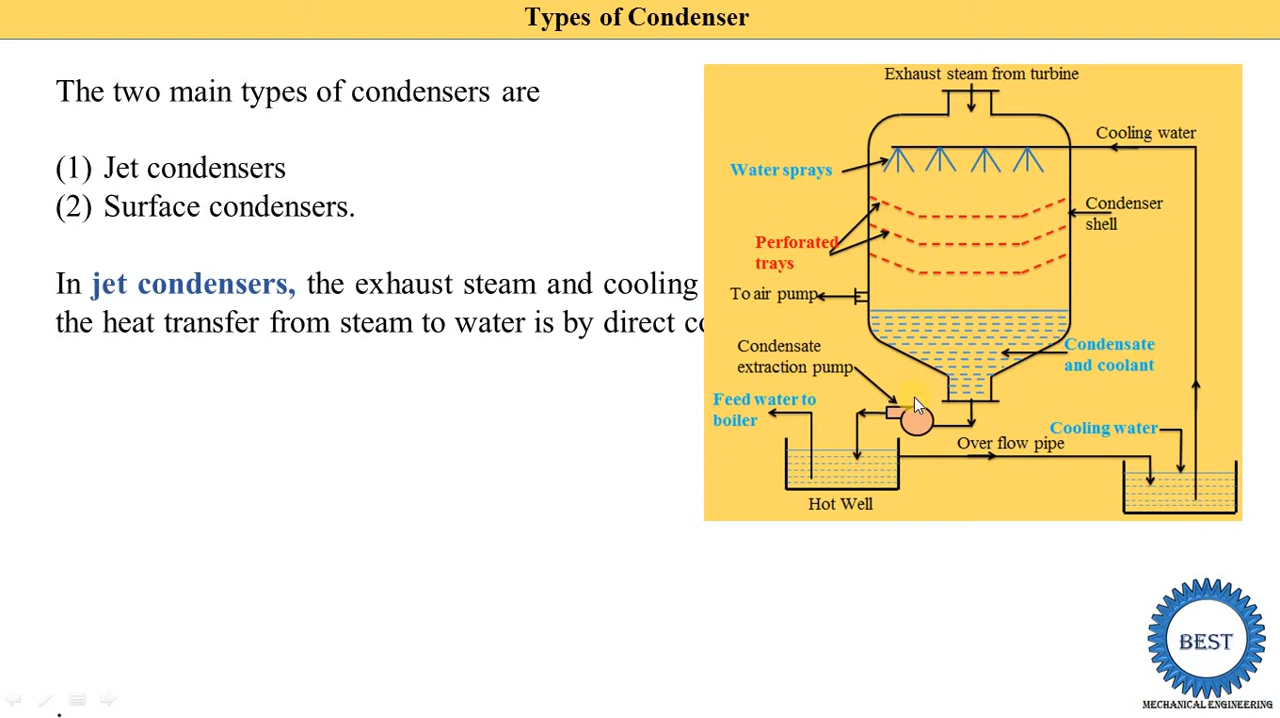 Types of Condenser
The two main types of condensers are
(1) Jet condensers
(2) Surface condensers.
In jet condensers, the exhaust steam and cooling
the heat transfer from steam to water is by direct
Exhaust steam from turbine
Cooling water
Water sprays
Condenser
shell
Perforated
trays
To air pump
Condensate
extraction pump
Condensate
and coolant
Feed water to
boiler
Cooling water
Over flow pipe
Hot Well
BEST
MECHANICAL ENGINEERING
.